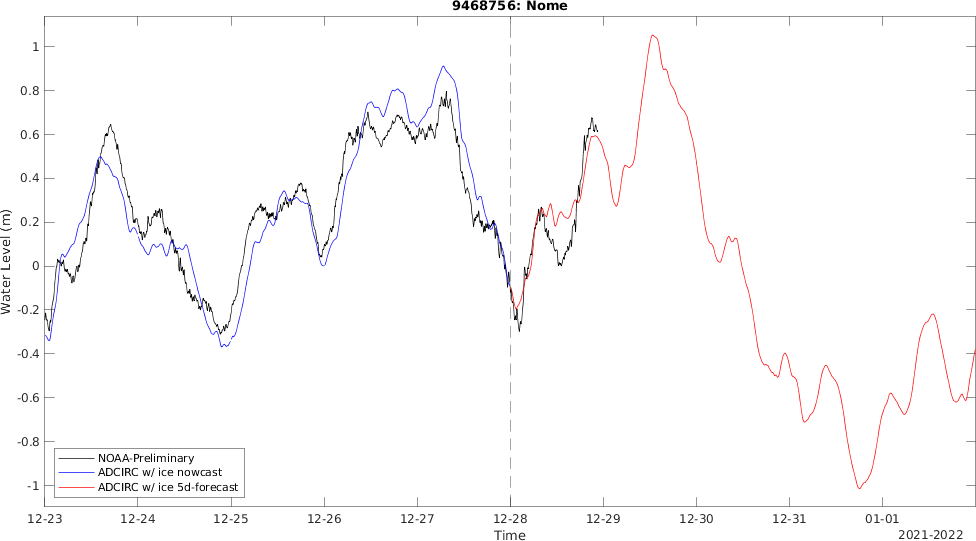 9468756: Nome
Water Level (m)
1
0.8
0.6
0.4
0.2
0
-0.2
-0.4
-0.6
-0.8
-1
NOAA-Preliminary
ADCIRC w/ ice nowcast
ADCIRC w/ ice 5d-forecast
12-23 12-24 12-25 12-26 12-27 12-28 12-29 12-30 12-31 01-01
Time
2021-2022